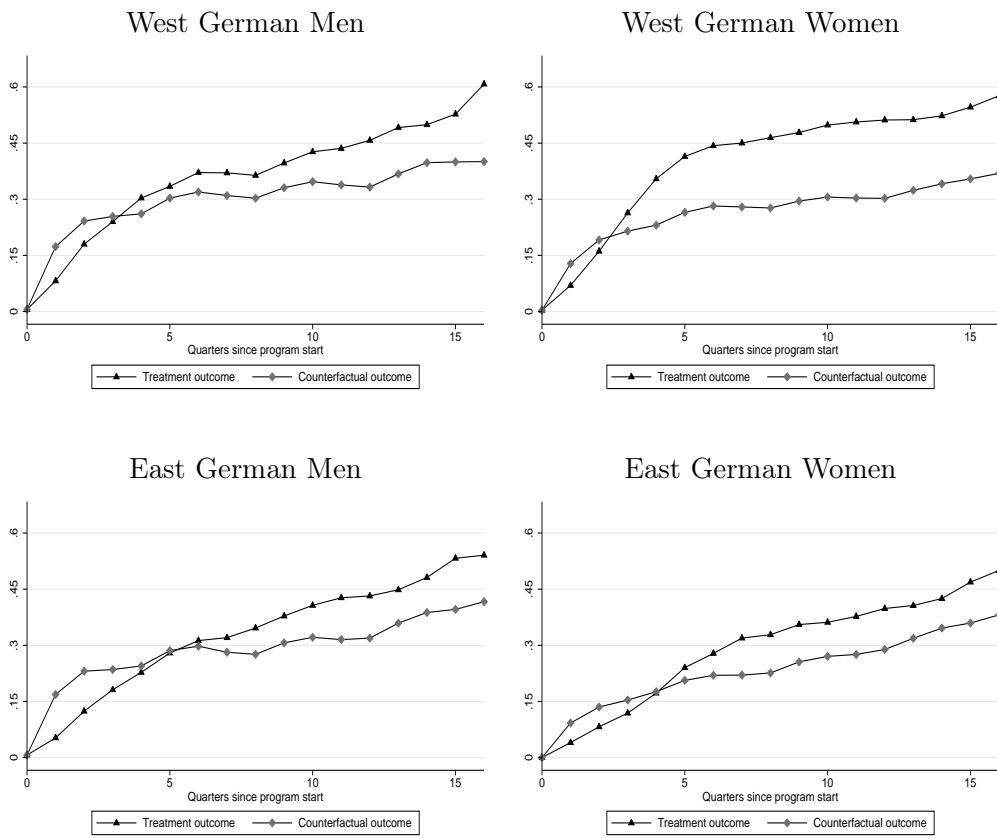 West German Men
West German Women
.6
.45
.3
.15
0
0 5 10 15
Quarters since program start
Treatment outcome Counterfactual outcome
.6
.45
.3
.15
0
0 5 10 15
Quarters since program start
Treatment outcome Counterfactual outcome
East German Men
East German Women
.6
.45
.3
.15
0
0 5 10 15
Quarters since program start
Treatment outcome Counterfactual outcome
.6
.45
.3
.15
0
0 5 10 15
Quarters since program start
Treatment outcome Counterfactual outcome